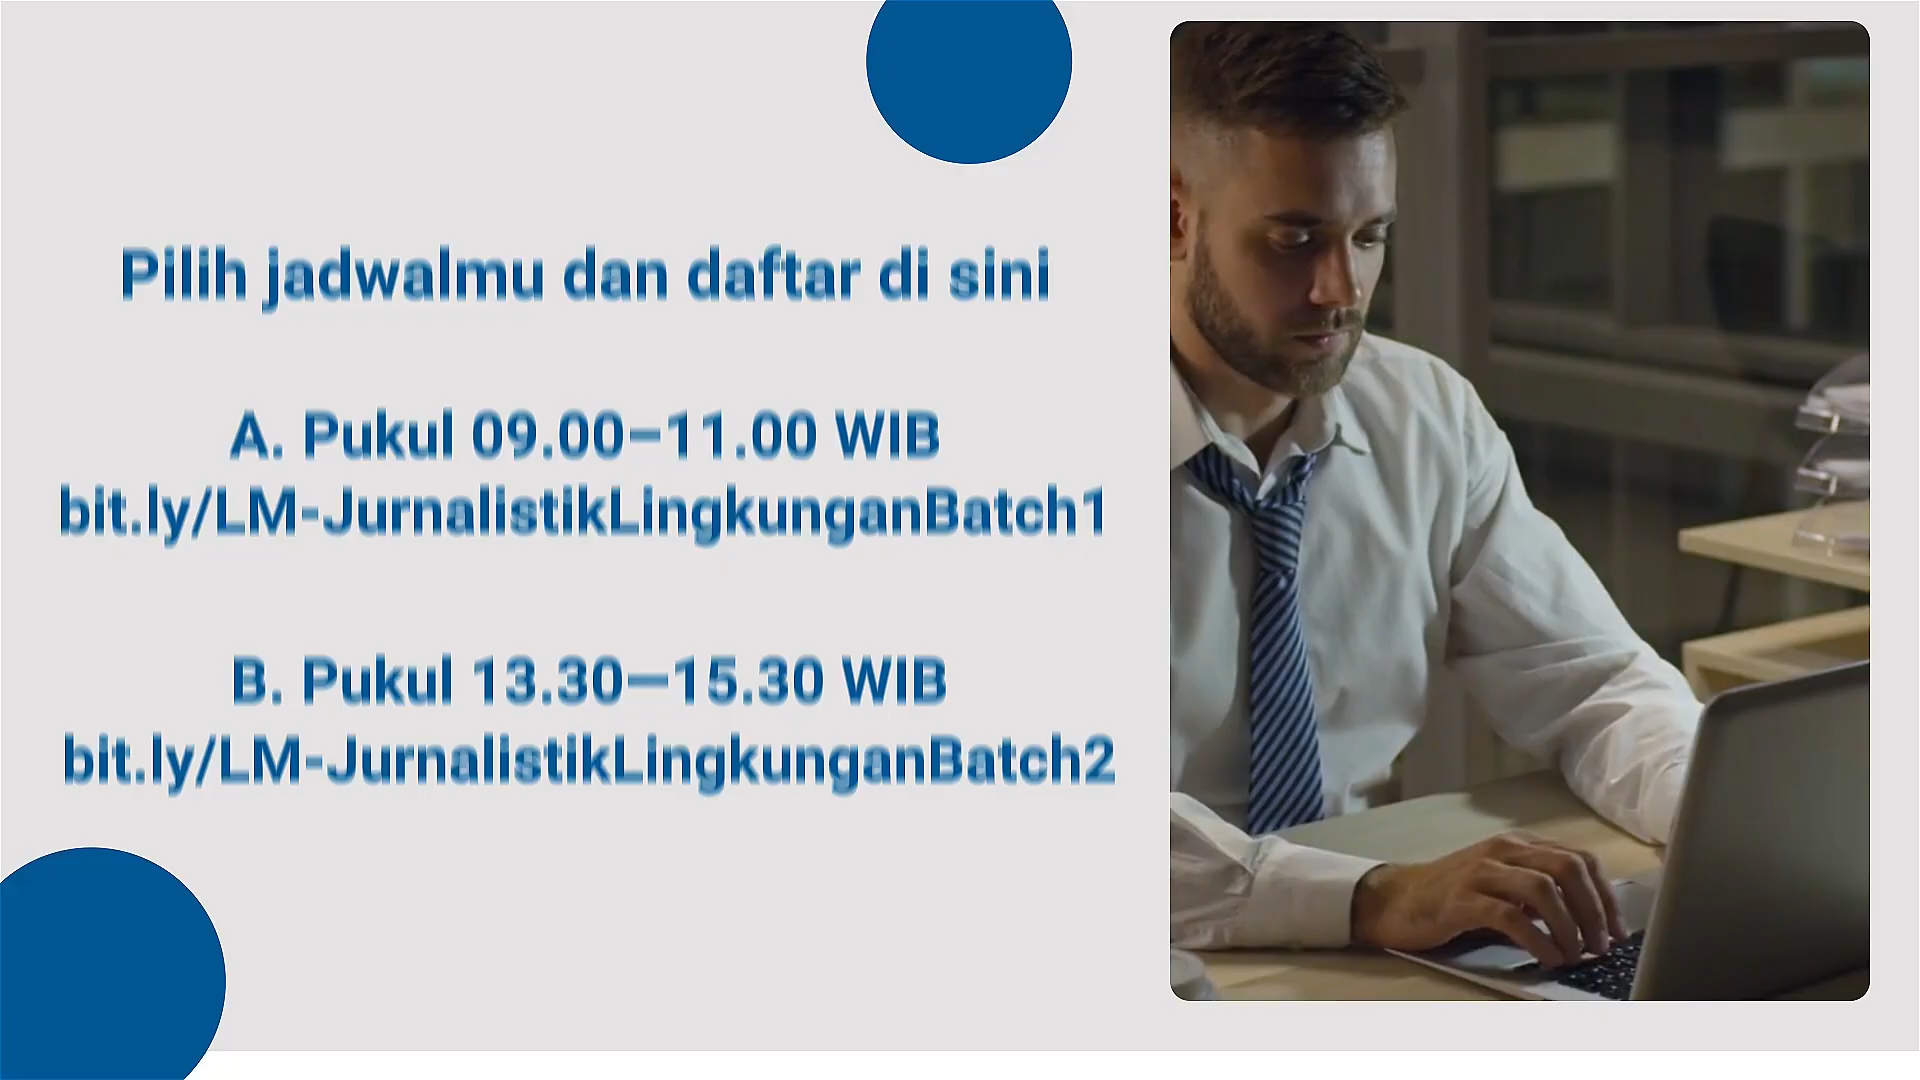 Pilih jadwalmu dan daftar di sini
A. Pukul 09.00–11.00 WIB
bit.ly/LM-JurnalistikLingkunganBatch1
B. Pukul 13.30—15.30 WIB
bit.ly/LM-JurnalistikLingkunganBatch2